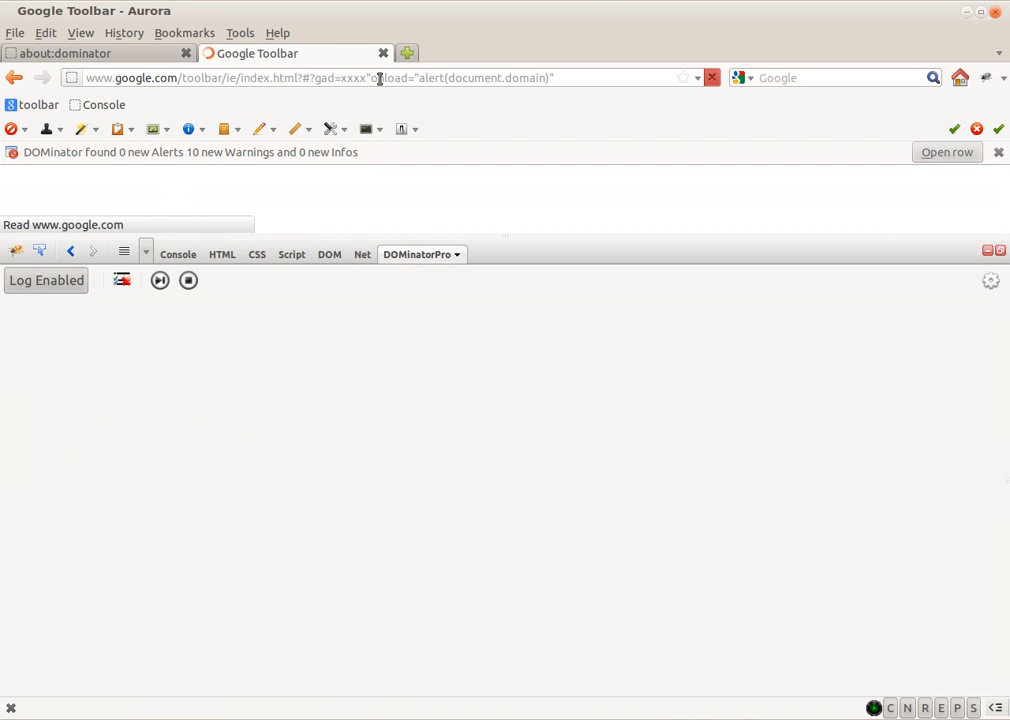 Google Toolbar - Aurora
File Edit View History Bookmarks Tools Help
about:dominator Google Toolbar
www.google.com/toolbar/ie/index.html?#?gad=xxxx"onload="alert(document.domain)" Google
toolbar Console
DOMinator found 0 new Alerts 10 new Warnings and 0 new Infos Open row
Read www.google.com
Console HTML CSS Script DOM Net DOMinatorPro
Log Enabled
C N R E P S